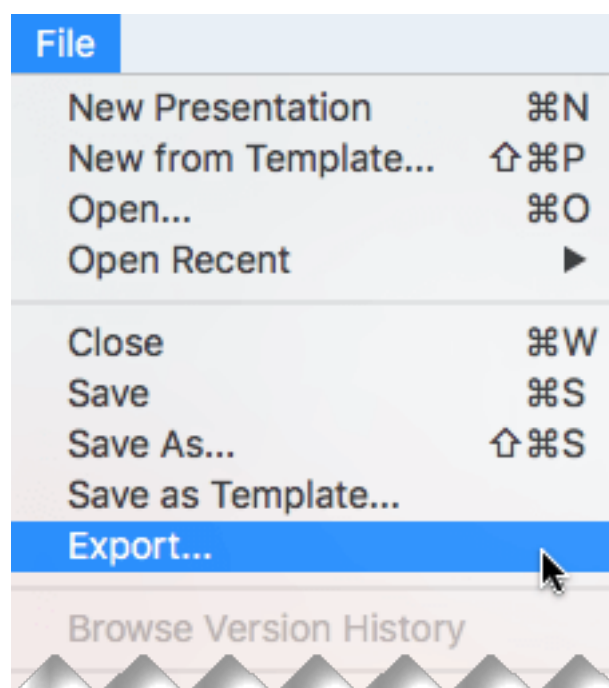 File
New Presentation ⌘N
New from Template... ⇧⌘P
Open... ⌘O
Open Recent ▶
Close ⌘W
Save ⌘S
Save As... ⇧⌘S
Save as Template...
Export...
Browse Version History